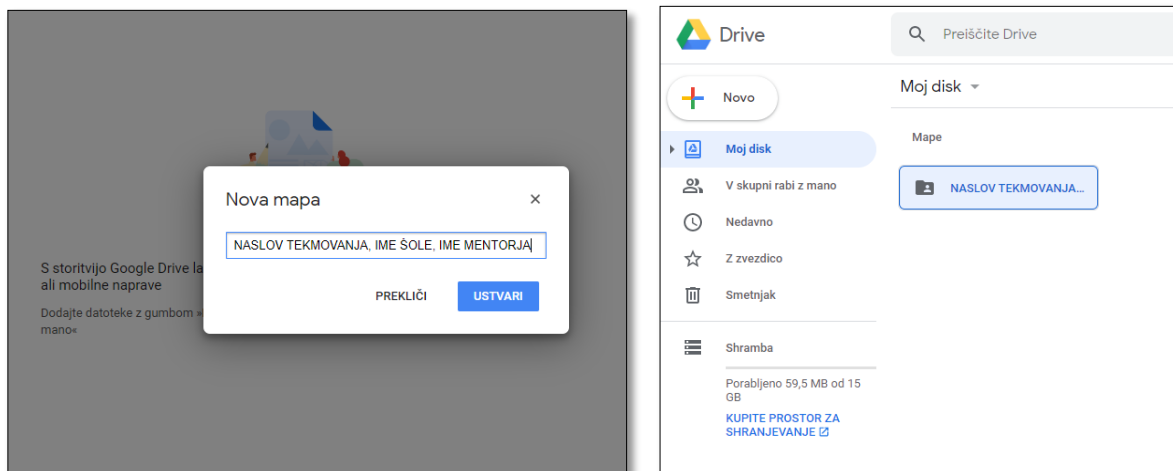 S storitvijo Google Drive la
ali mobilne naprave
Dodajte datoteke z gumbom »
mano«
Nova mapa
NASLOV TEKMOVANJA, IME ŠOLE, IME MENTORJA
PREKLIČI
USTVARI
Drive
Preiščite Drive
Novo
Moj disk
V skupni rabi z mano
Nedavno
Z zvezdico
Smetnjak
Shramba
Porabljeno 59,5 MB od 15
GB
KUPITE PROSTOR ZA
SHRANJEVANJE
Moj disk
Mape
NASLOV TEKMOVANJA...